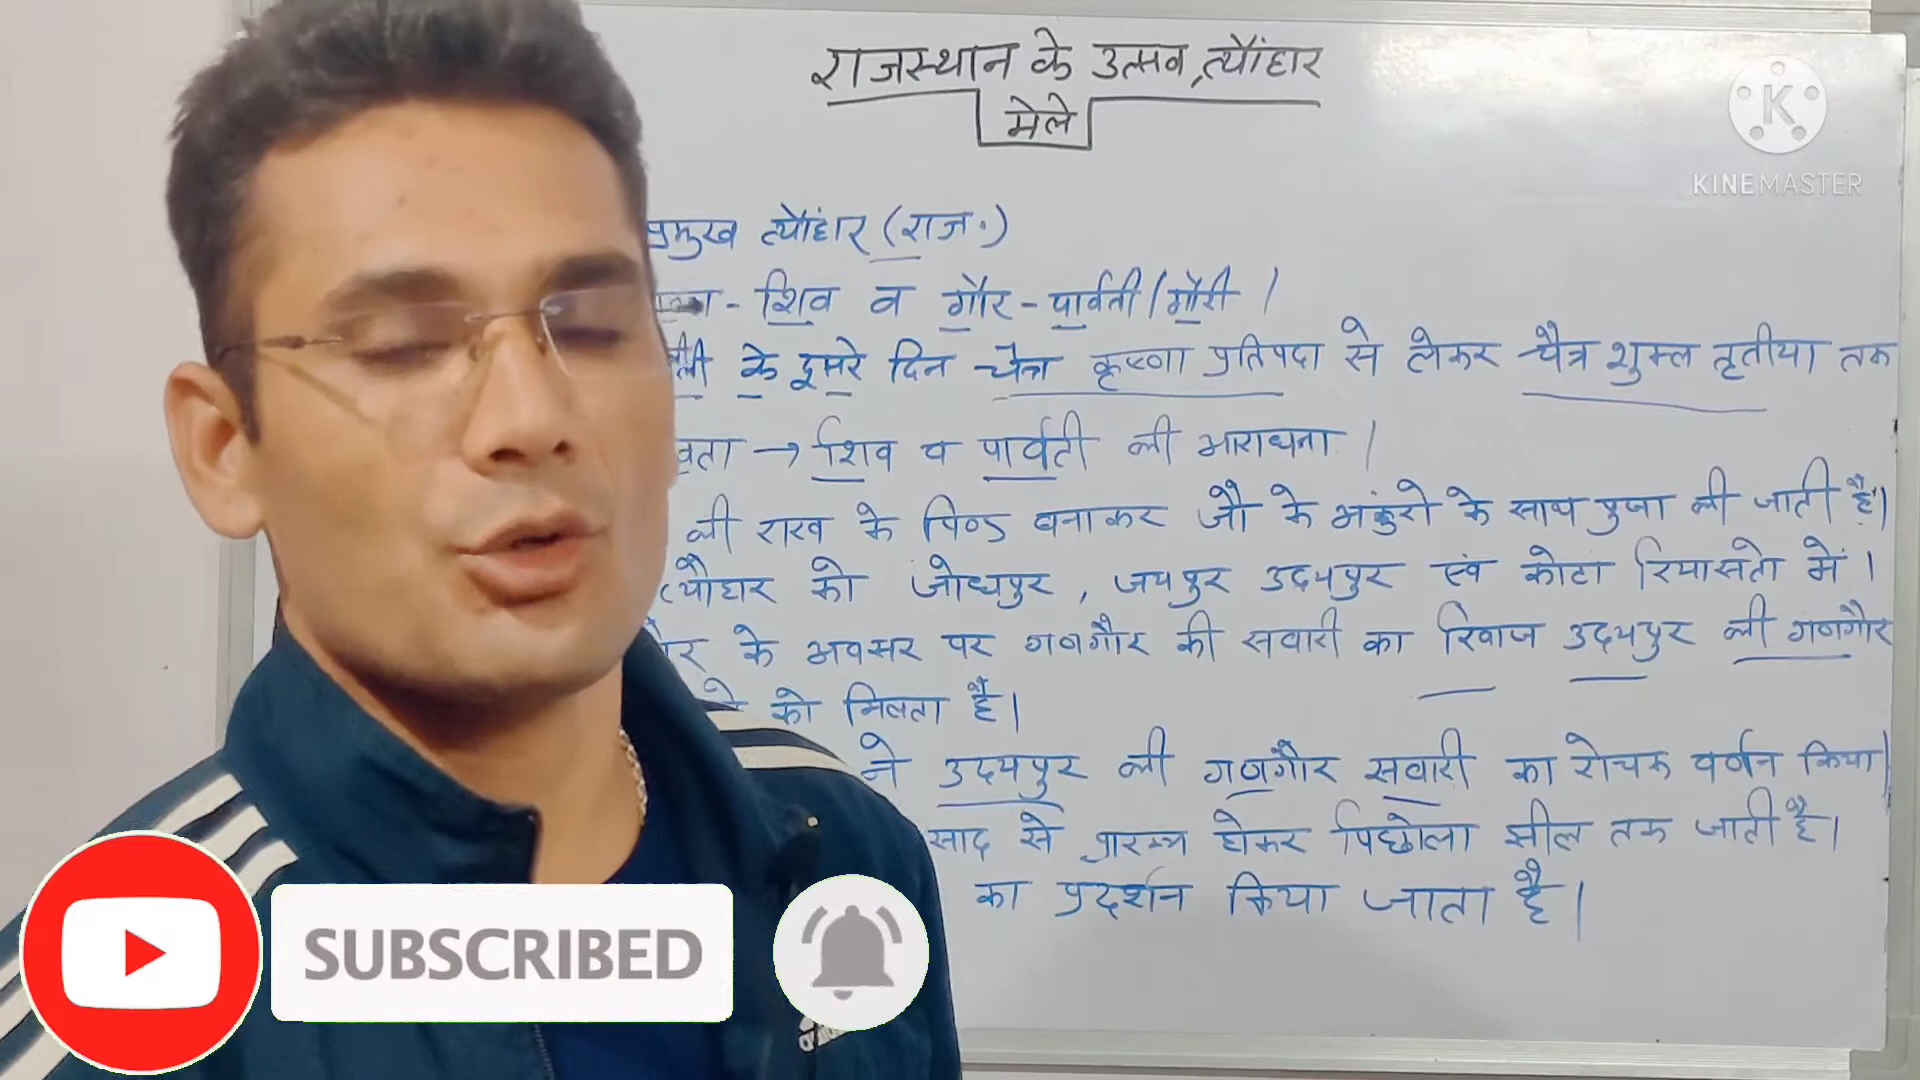 राजस्थान के उत्सव,त्यौंहार
मेले
KINEMASTER
प्रमुख त्यौंहार (राज.)
- शिव व गौर - पार्वती/गौरी ।
के दूसरे दिन चैत्र कृष्णा प्रतिपदा से लेकर चैत्र शुक्ल तृतीया तक
→ शिव व पार्वती की आराधना ।
की राख के पिण्ड बनाकर जौ के अंकुरो के साथ पुजा की जाती है।
त्यौहार को जोधपुर, जयपुर उदयपुर एंव कोटा रियासतो में ।
के अवसर पर गणगौर की सवारी का रिवाज उदयपुर की गणगौर
को मिलता है।
ने उदयपुर की गणगौर सवारी का रोचक वर्णन किया।
से प्रारम्भ होकर पिछोला झील तक जाती है।
का प्रदर्शन किया जाता है।
SUBSCRIBED